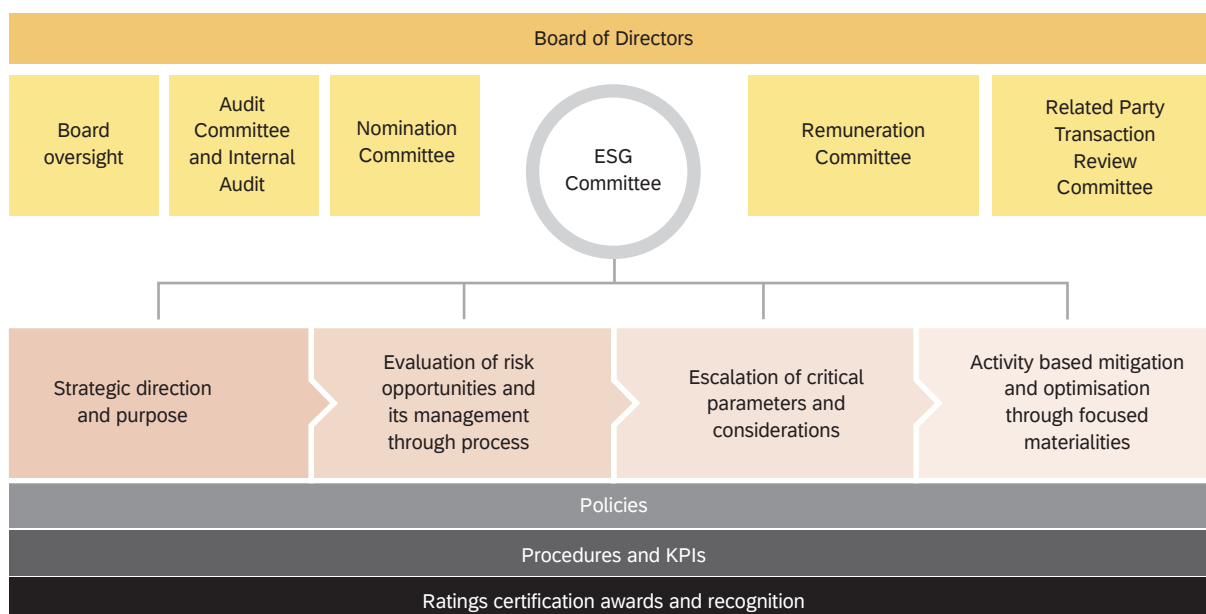 Board of Directors
Board
oversight
Audit
Committee
and Internal
Audit
Nomination
Committee
ESG
Committee
Remuneration
Committee
Related Party
Transaction
Review
Committee
Strategic direction
and purpose
Evaluation of risk
opportunities and
its management
through process
Escalation of critical
parameters and
considerations
Activity based mitigation
and optimisation
through focused
materialities
Policies
Procedures and KPIs
Ratings certification awards and recognition